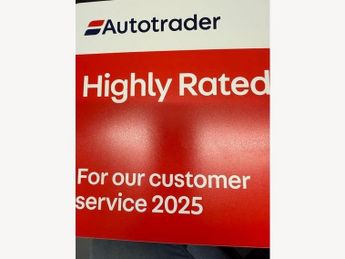 Autotrader
Highly Rated
For our customer
service 2025